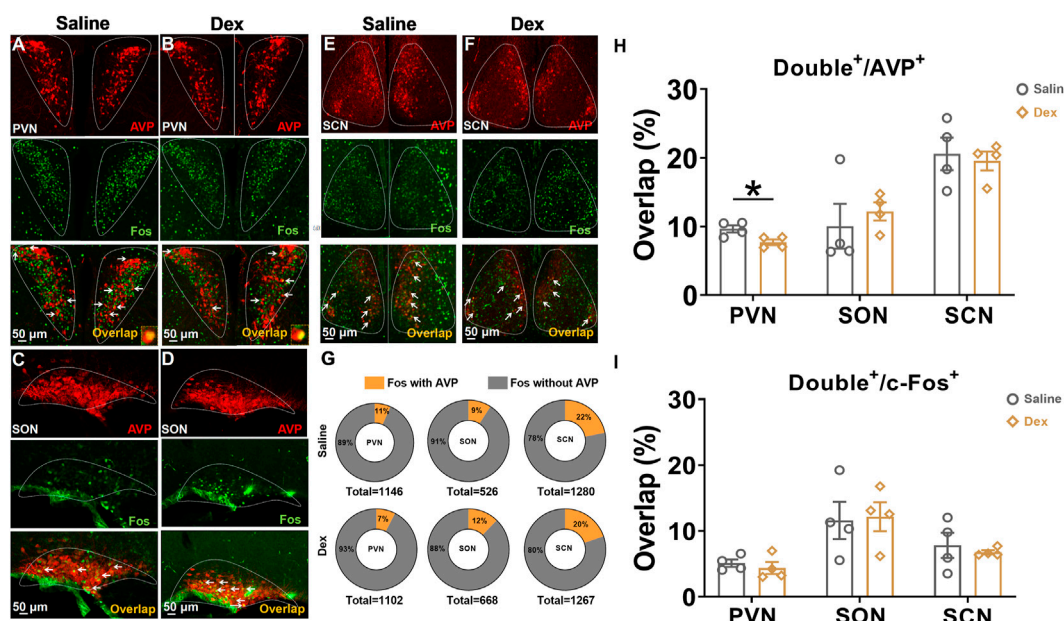 Saline Dex
A B
PVN AVP PVN AVP
Fos Fos
50 µm Overlap 50 µm Overlap
C D
SON AVP SON AVP
Fos Fos
50 µm Overlap 50 µm Overlap
Saline Dex
E F
SCN AVP SCN AVP
Fos Fos
50 µm Overlap 50 µm Overlap
G
Fos with AVP Fos without AVP
Saline
11% 89% PVN
9% 91% SON
22% 78% SCN
Total=1146 Total=526 Total=1280
Dex
7% 93% PVN
12% 88% SON
20% 80% SCN
Total=1102 Total=668 Total=1267
H
Double+/AVP+
Overlap (%)
30
20
10
0
*
PVN SON SCN
Salin
Dex
I
Double+/c-Fos+
Overlap (%)
30
20
10
0
PVN SON SCN
Saline
Dex